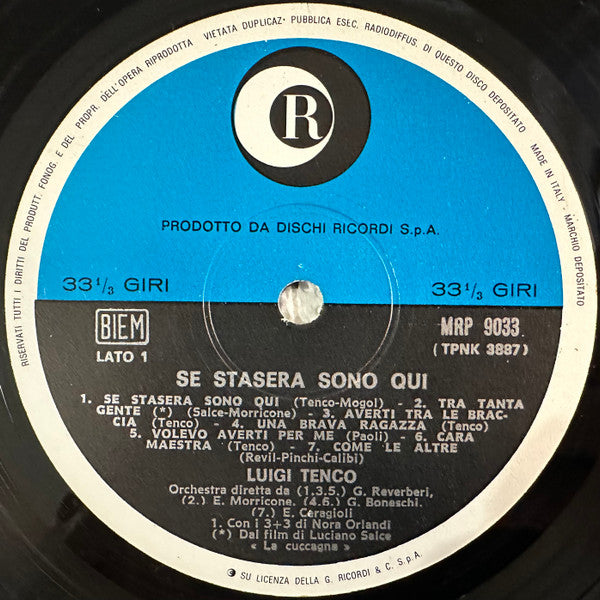 RISERVATI TUTTI I DIRITTI DEL PRODUTT. FONOG. E DEL PROPR. DELL'OPERA RIPRODOTTA VIETATA DUPLICAZ· PUBBLICA ESEC. RADIODIFFUS. DI QUESTO DISCO DEPOSITATO MADE IN ITALY - MARCHIO DEPOSITATO
R
PRODOTTO DA DISCHI RICORDI S.p.A.
33 1/3 GIRI 33 1/3 GIRI
BIEM MRP 9033
LATO 1 (TPNK 3887)
SE STASERA SONO QUI
1. SE STASERA SONO QUI (Tenco-Mogol) - 2. TRA TANTA
GENTE (*) (Salce-Morricone) - 3. AVERTI TRA LE BRAC-
CIA (Tenco) - 4. UNA BRAVA RAGAZZA (Tenco)
5. VOLEVO AVERTI PER ME (Paoli) - 6. CARA
MAESTRA (Tenco) - 7. COME LE ALTRE
(Revil-Pinchi-Calibi)
LUIGI TENCO
Orchestra diretta da (1.3.5.) G. Reverberi,
(2.) E. Morricone. (4.6.) G. Boneschi.
(7.) E. Ceragioli
1. Con i 3+3 di Nora Orlandi
(*) Dal film di Luciano Salce
« La cuccagna »
SU LICENZA DELLA G. RICORDI & C. S.p.A.